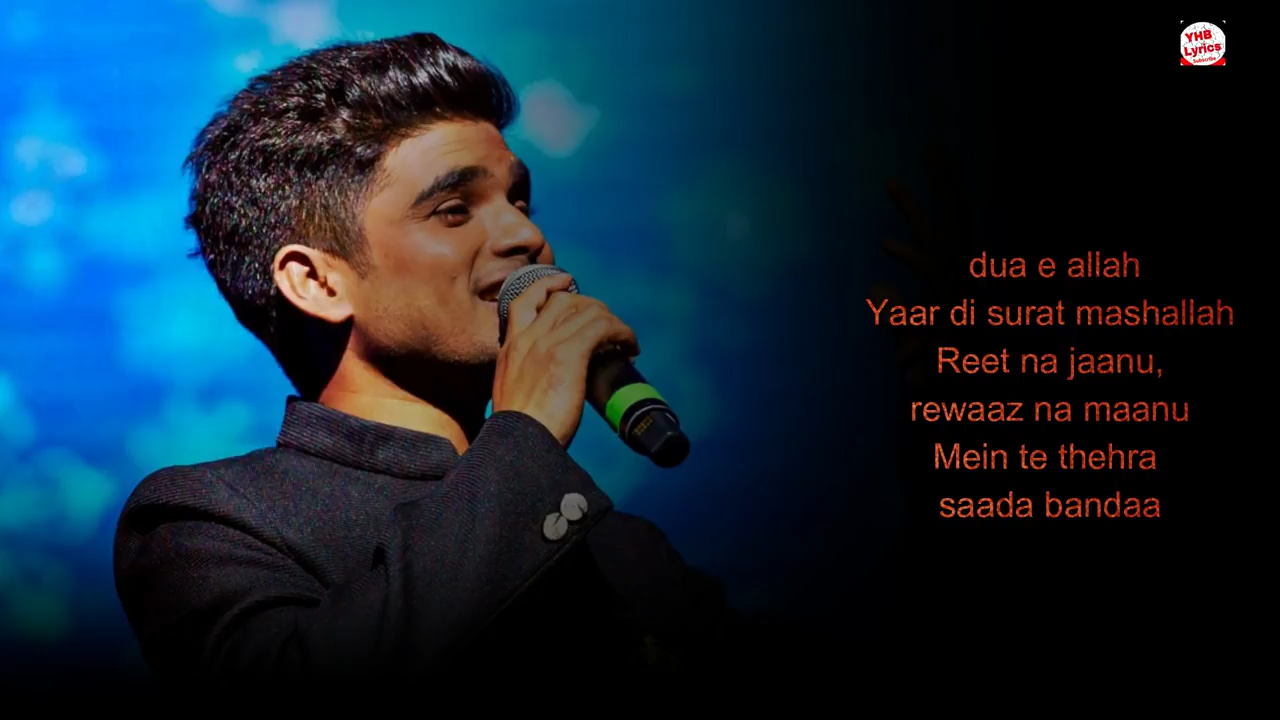 YHB
Lyrics
Subscribe
dua e allah
Yaar di surat mashallah
Reet na jaanu,
rewaaz na maanu
Mein te thehra
saada bandaa